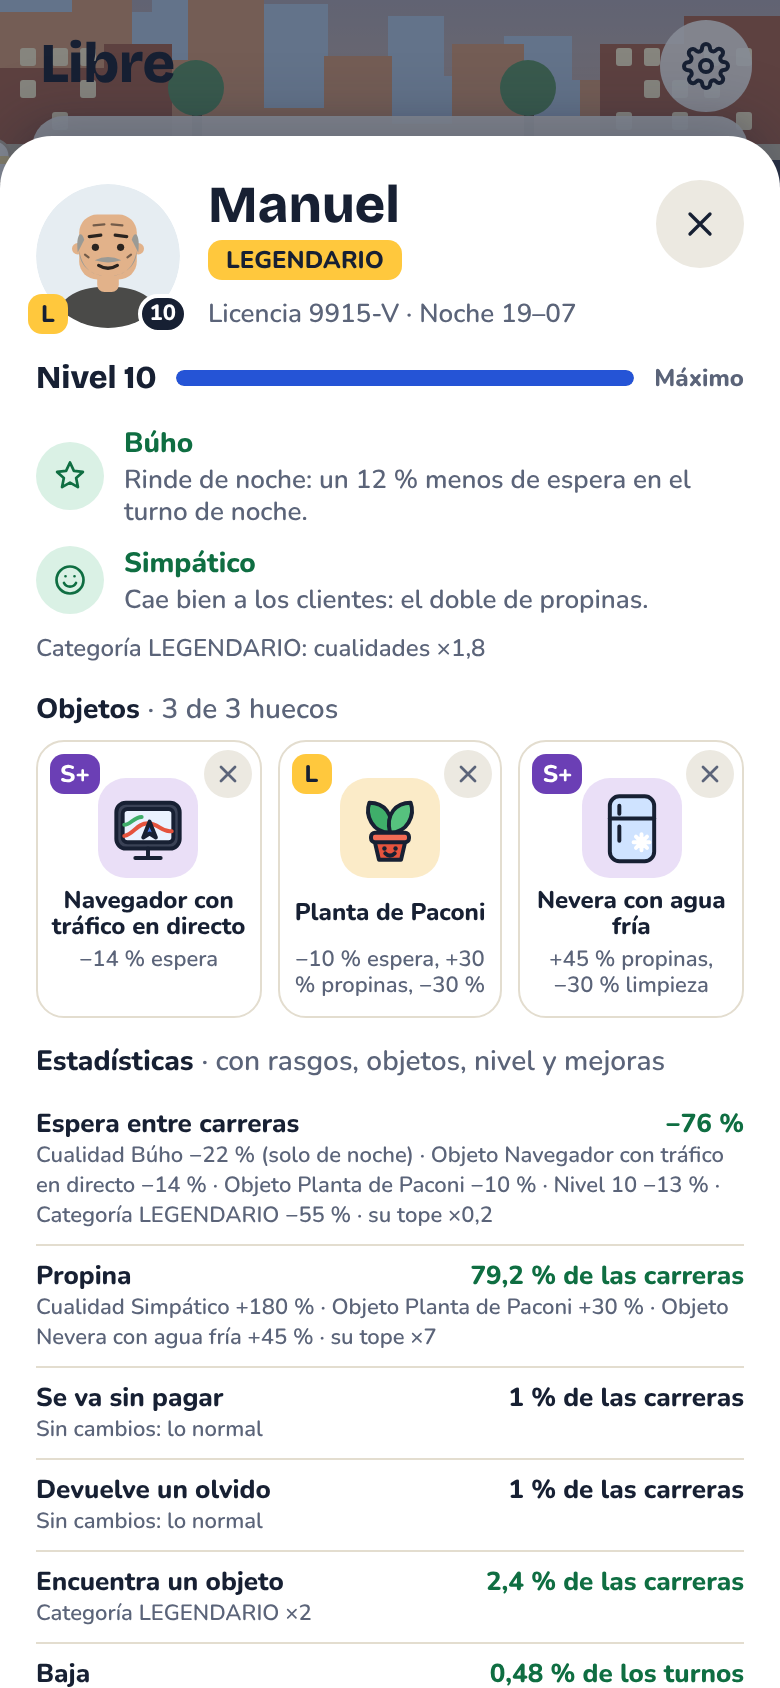 Libre
Manuel
LEGENDARIO
L
10
Licencia 9915-V · Noche 19–07
Nivel 10
Máximo
Búho
Rinde de noche: un 12 % menos de espera en el
turno de noche.
Simpático
Cae bien a los clientes: el doble de propinas.
Categoría LEGENDARIO: cualidades ×1,8
Objetos · 3 de 3 huecos
S+
Navegador con
tráfico en directo
−14 % espera
L
Planta de Paconi
−10 % espera, +30
% propinas, −30 %
S+
Nevera con agua
fría
+45 % propinas,
−30 % limpieza
Estadísticas · con rasgos, objetos, nivel y mejoras
Espera entre carreras
−76 %
Cualidad Búho −22 % (solo de noche) · Objeto Navegador con tráfico
en directo −14 % · Objeto Planta de Paconi −10 % · Nivel 10 −13 % ·
Categoría LEGENDARIO −55 % · su tope ×0,2
Propina
79,2 % de las carreras
Cualidad Simpático +180 % · Objeto Planta de Paconi +30 % · Objeto
Nevera con agua fría +45 % · su tope ×7
Se va sin pagar
1 % de las carreras
Sin cambios: lo normal
Devuelve un olvido
1 % de las carreras
Sin cambios: lo normal
Encuentra un objeto
2,4 % de las carreras
Categoría LEGENDARIO ×2
Baja
0,48 % de los turnos